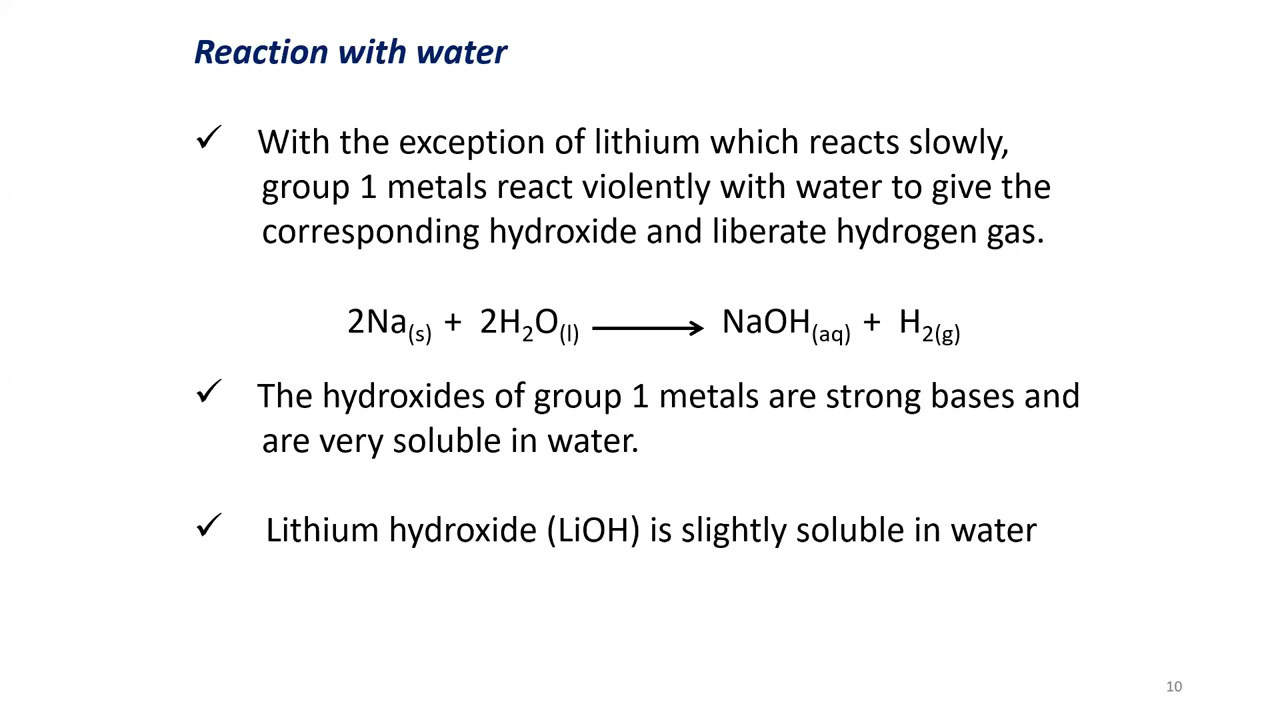 Reaction with water
✓ With the exception of lithium which reacts slowly,
group 1 metals react violently with water to give the
corresponding hydroxide and liberate hydrogen gas.
2Na(s) + 2H2O(l) ⟶ NaOH(aq) + H2(g)
✓ The hydroxides of group 1 metals are strong bases and
are very soluble in water.
✓ Lithium hydroxide (LiOH) is slightly soluble in water
10